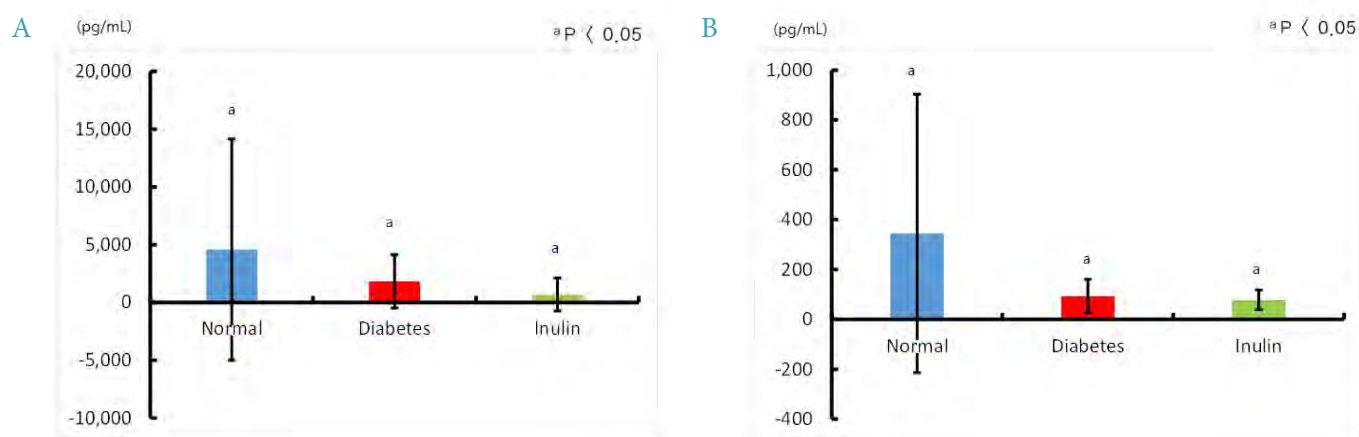 A
(pg/mL)
ᵃP〈 0.05
20,000
15,000
10,000
5,000
0
-5,000
-10,000
a
a
a
Normal
Diabetes
Inulin
B
(pg/mL)
ᵃP〈 0.05
1,000
800
600
400
200
0
-200
-400
a
a
a
Normal
Diabetes
Inulin